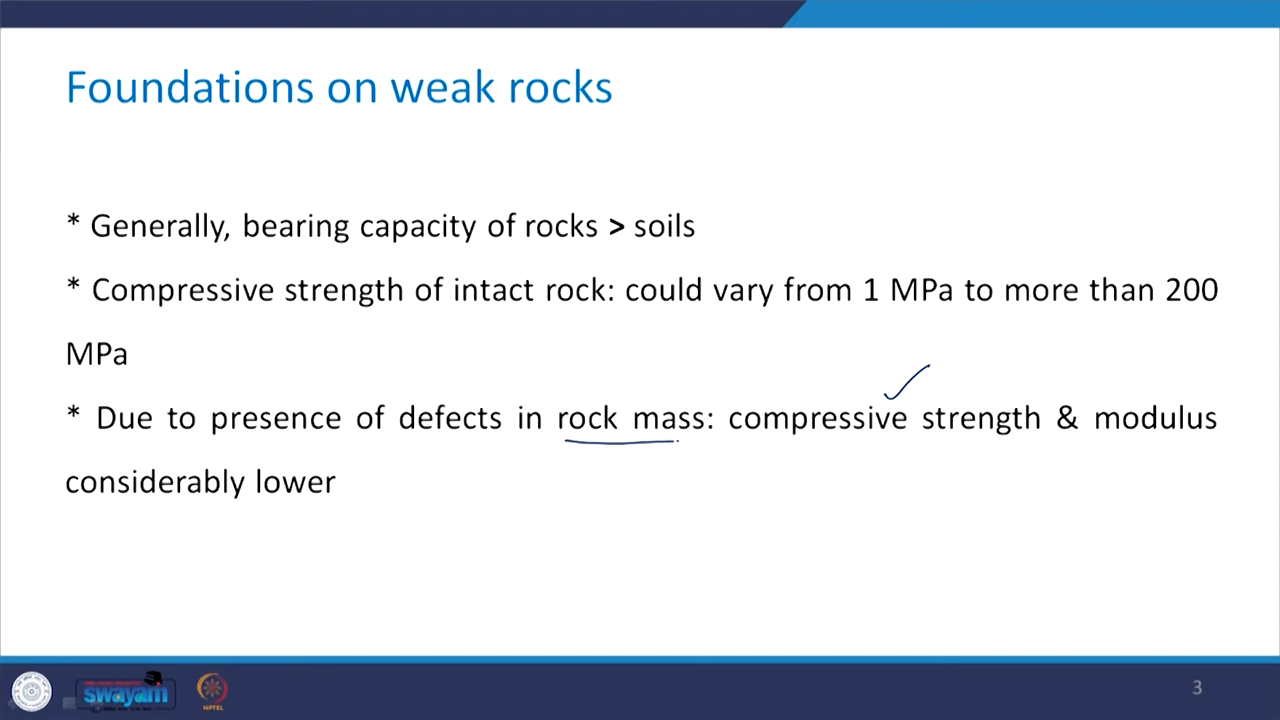 Foundations on weak rocks
* Generally, bearing capacity of rocks > soils
* Compressive strength of intact rock: could vary from 1 MPa to more than 200
MPa
* Due to presence of defects in rock mass: compressive strength & modulus
considerably lower
swayam
NPTEL
3